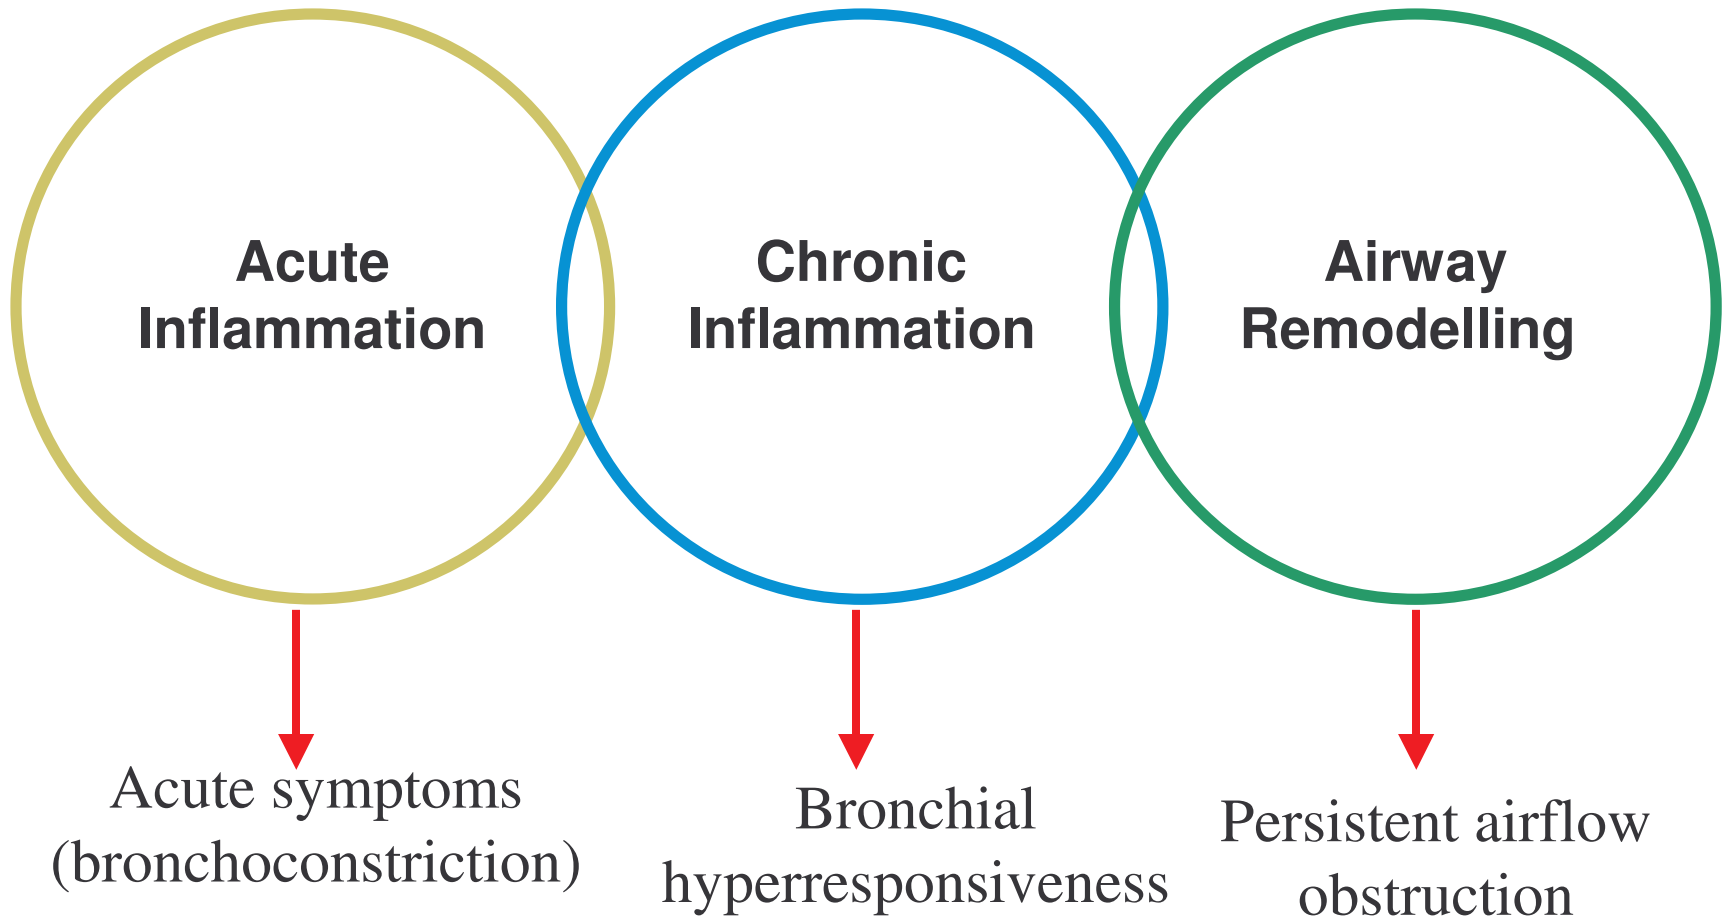 Acute
Inflammation
Chronic
Inflammation
Airway
Remodelling
Acute symptoms
(bronchoconstriction)
Bronchial
hyperresponsiveness
Persistent airflow
obstruction